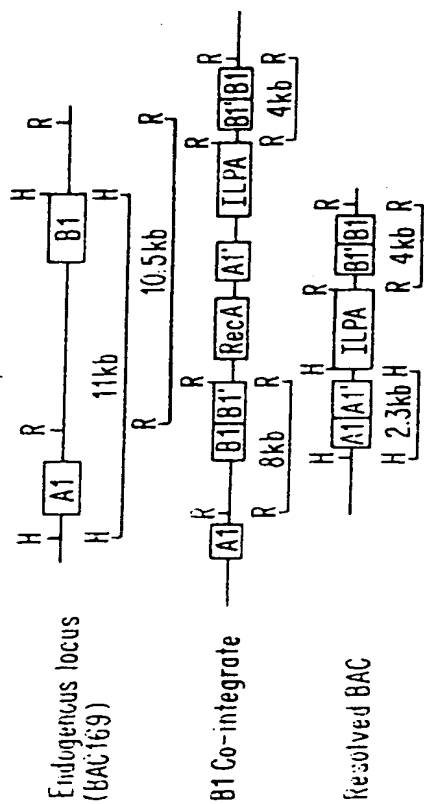 Endogenous locus
(BAC169)
H R H R
A1 B1
H 11kb H
R 10.5kb R
B1 Co-integrate
R R R R
A1 B1 B1' RecA A1' ILPA B1' B1
R 8kb R R 4kb R
Resolved BAC
H H R R
A1 A1' ILPA B1' B1
H 2.3kb H R 4kb R